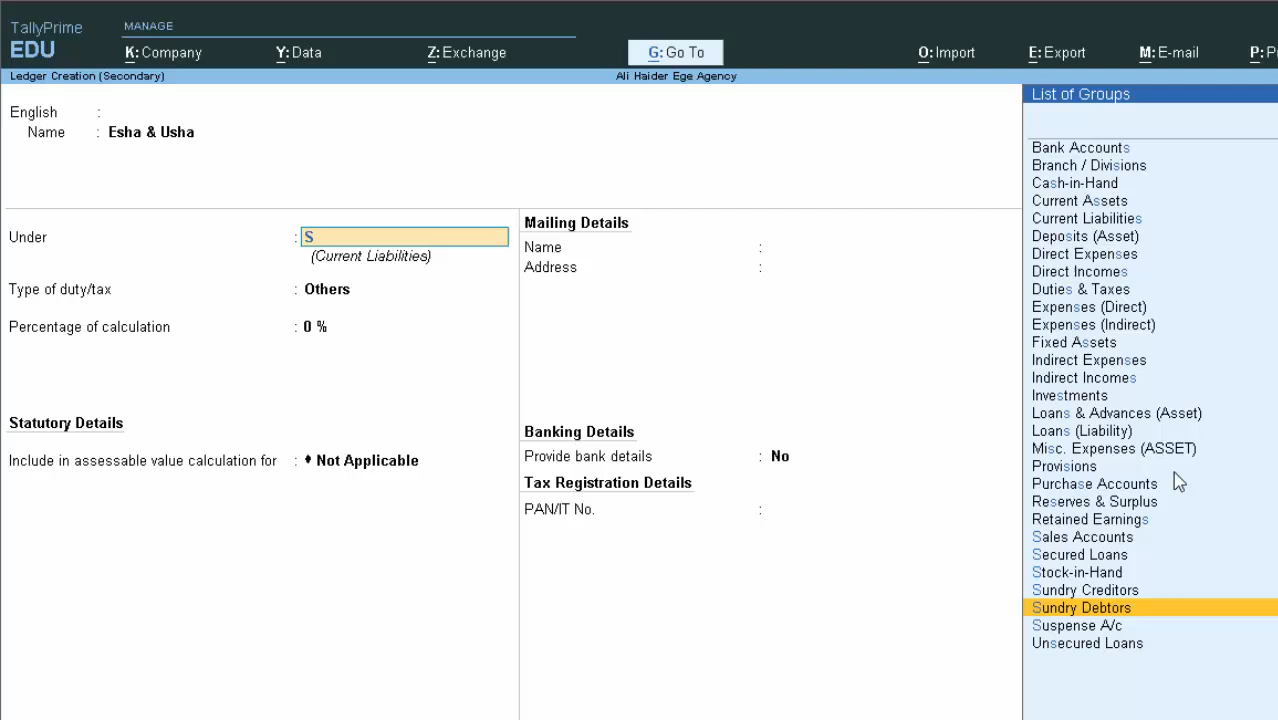 TallyPrime
EDU
MANAGE
K: Company
Y: Data
Z: Exchange
G: Go To
O: Import
E: Export
M: E-mail
Ledger Creation (Secondary)
Ali Haider Ege Agency
English :
Name : Esha & Usha
Under : S
(Current Liabilities)
Type of duty/tax : Others
Percentage of calculation : 0 %
Statutory Details
Include in assessable value calculation for : ♦ Not Applicable
Mailing Details
Name :
Address :
Banking Details
Provide bank details : No
Tax Registration Details
PAN/IT No. :
List of Groups
Bank Accounts
Branch / Divisions
Cash-in-Hand
Current Assets
Current Liabilities
Deposits (Asset)
Direct Expenses
Direct Incomes
Duties & Taxes
Expenses (Direct)
Expenses (Indirect)
Fixed Assets
Indirect Expenses
Indirect Incomes
Investments
Loans & Advances (Asset)
Loans (Liability)
Misc. Expenses (ASSET)
Provisions
Purchase Accounts
Reserves & Surplus
Retained Earnings
Sales Accounts
Secured Loans
Stock-in-Hand
Sundry Creditors
Sundry Debtors
Suspense A/c
Unsecured Loans